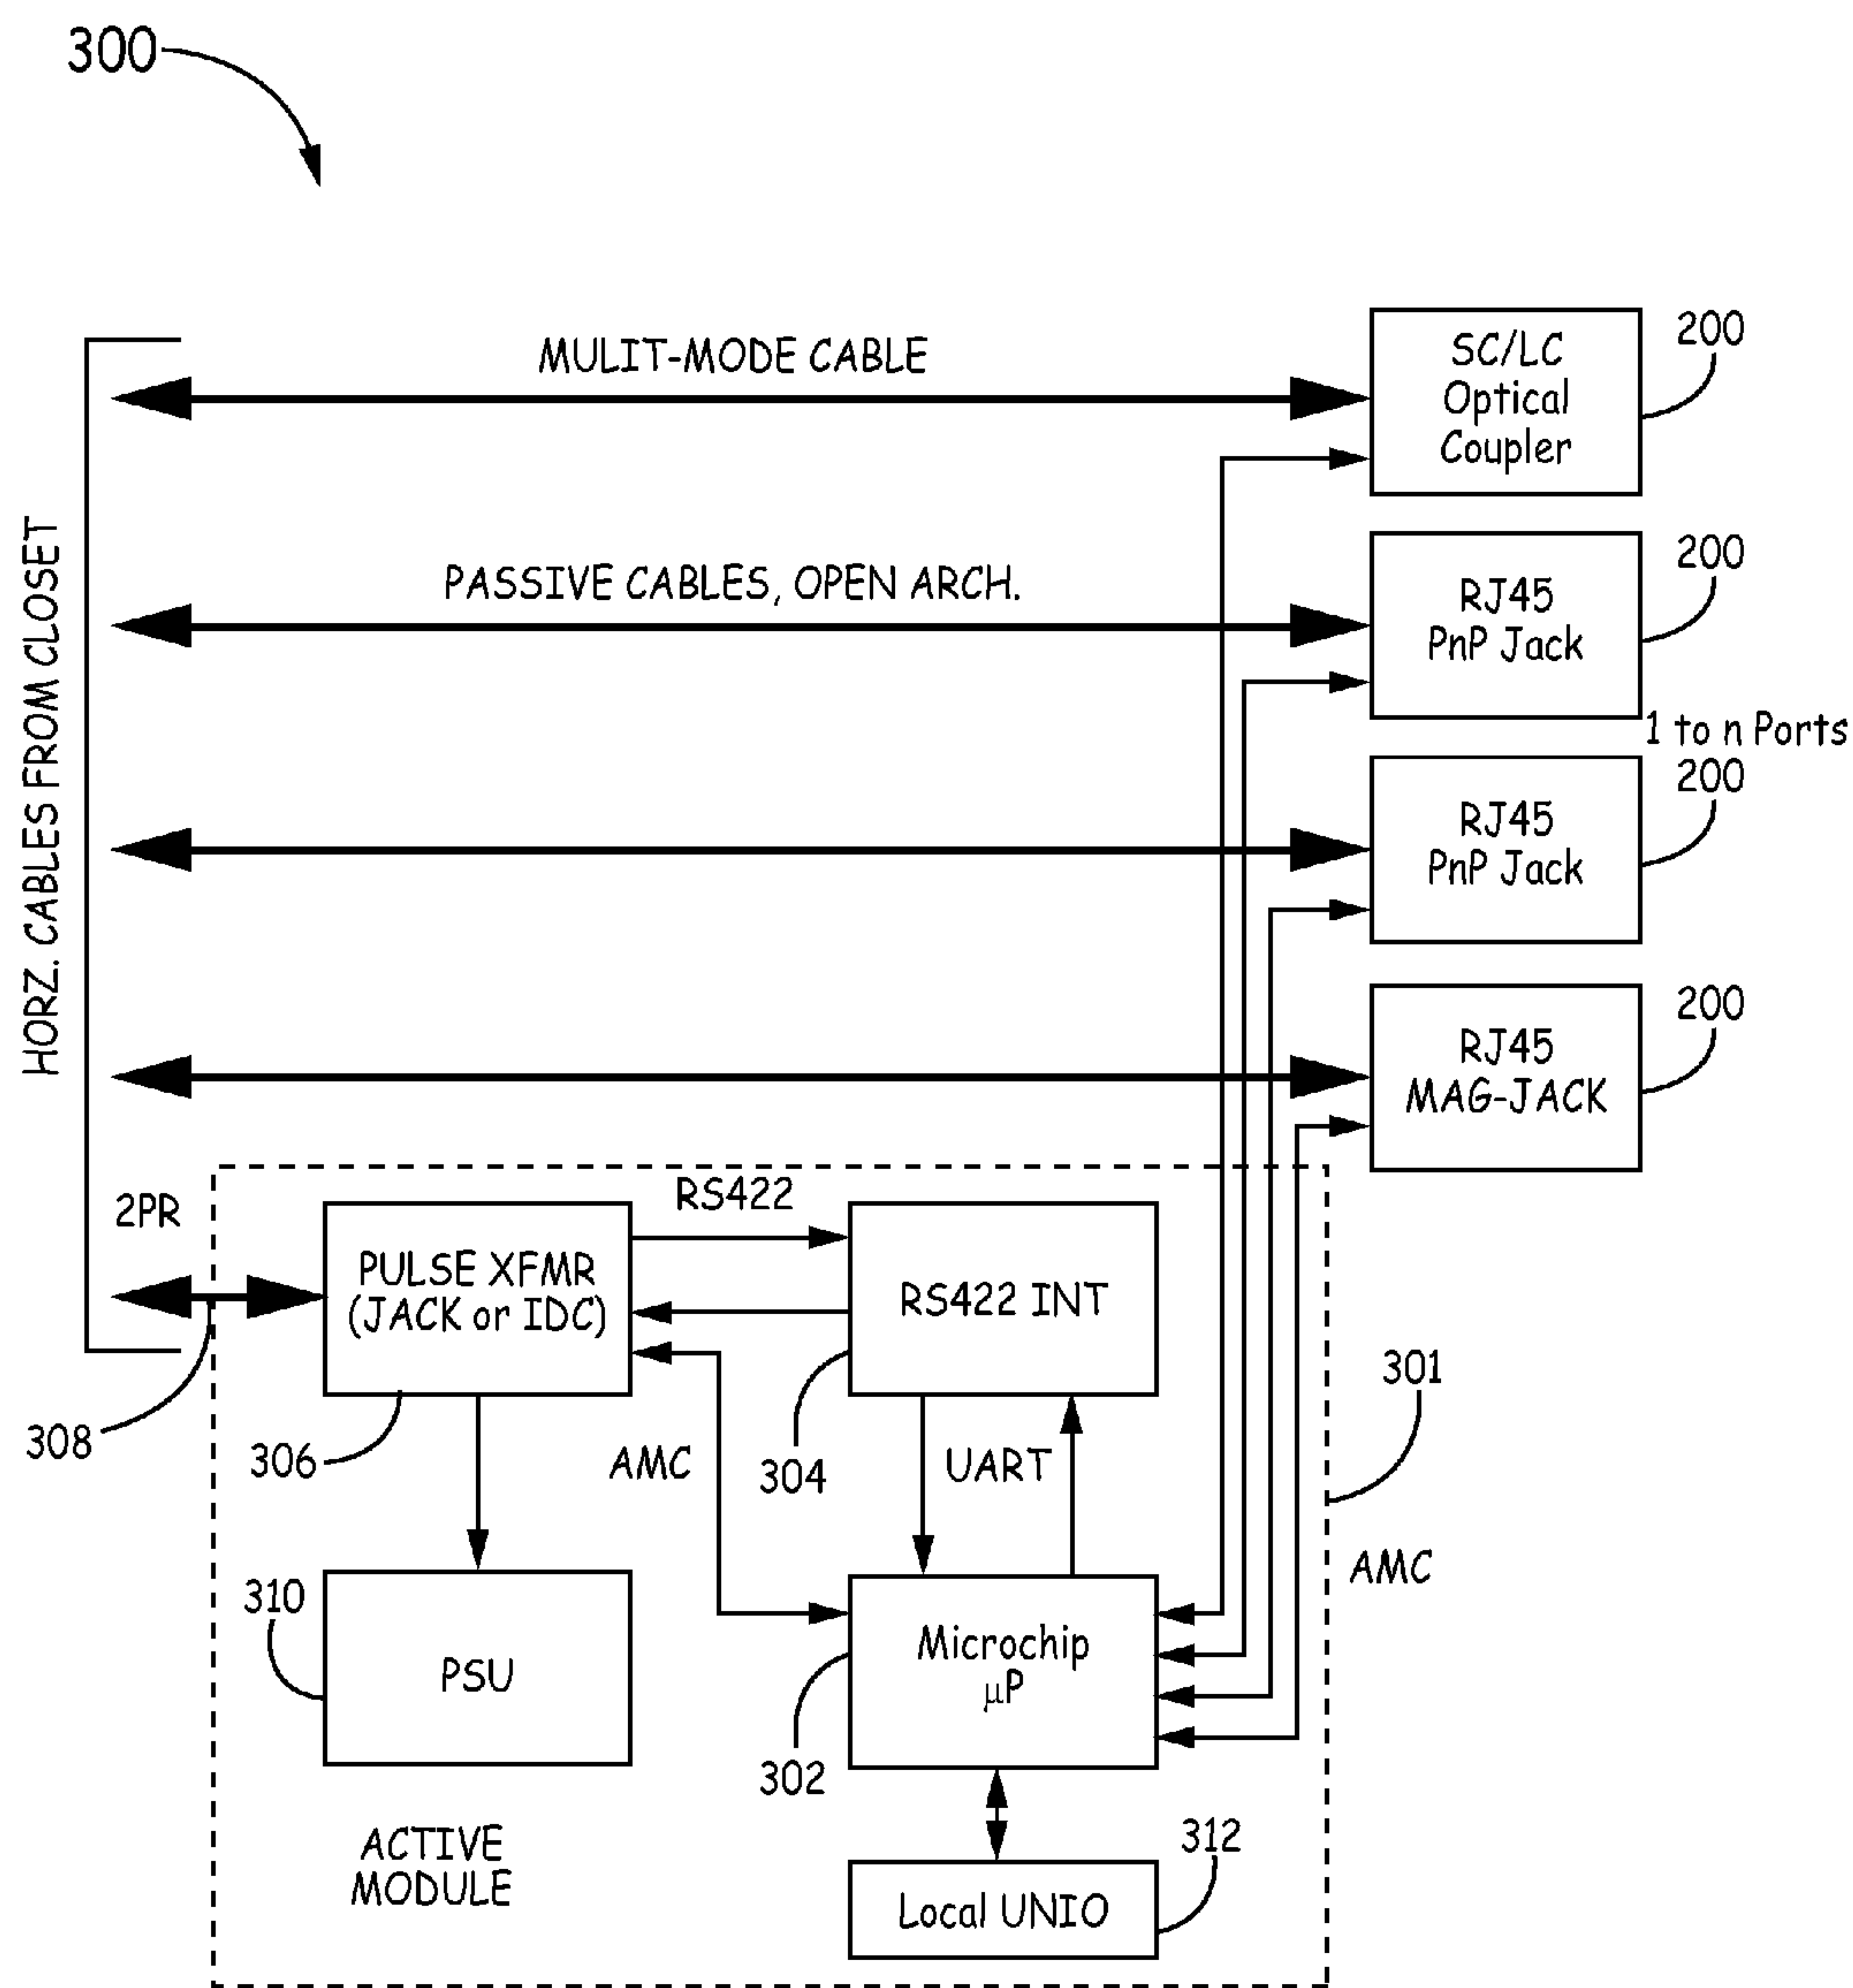 300
MULIT-MODE CABLE
SC/LC
Optical
Coupler
200
HORZ. CABLES FROM CLOSET
PASSIVE CABLES, OPEN ARCH.
RJ45
PnP Jack
200
1 to n Ports
RJ45
PnP Jack
200
RJ45
MAG-JACK
200
2PR
RS422
PULSE XFMR
(JACK or IDC)
RS422 INT
301
308
306
AMC
304
UART
AMC
310
PSU
Microchip
µP
302
ACTIVE
MODULE
312
Local UNIO